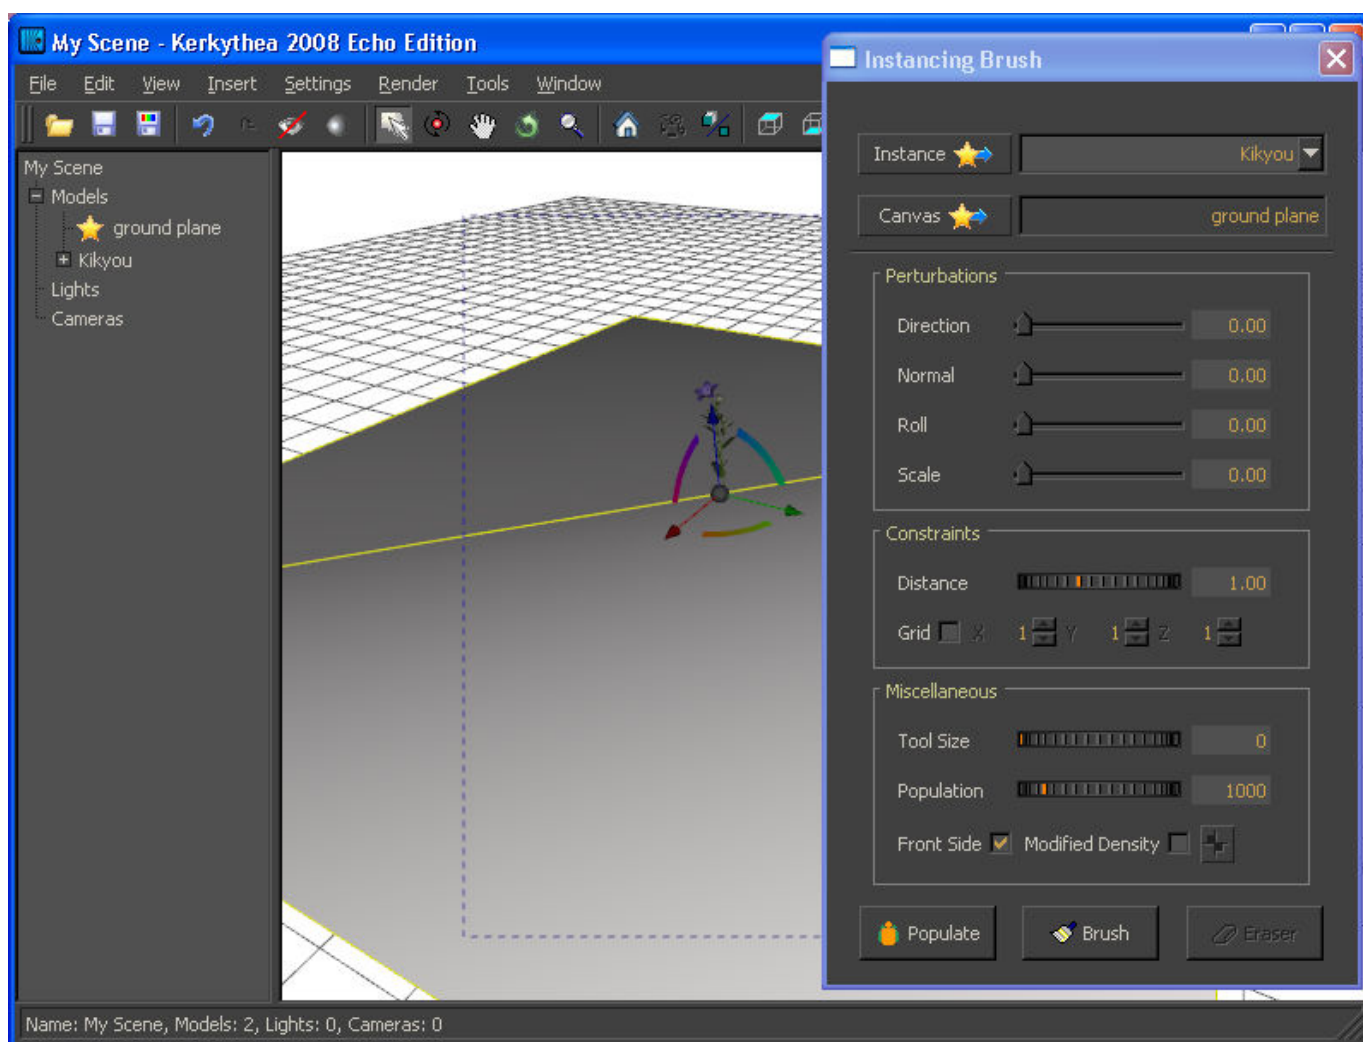 My Scene - Kerkythea 2008 Echo Edition
File Edit View Insert Settings Render Tools Window
My Scene
Models
ground plane
Kikyou
Lights
Cameras
Instancing Brush
Instance Kikyou
Canvas ground plane
Perturbations
Direction 0.00
Normal 0.00
Roll 0.00
Scale 0.00
Constraints
Distance 1.00
Grid X 1 Y 1 Z 1
Miscellaneous
Tool Size 0
Population 1000
Front Side Modified Density
Populate Brush Eraser
Name: My Scene, Models: 2, Lights: 0, Cameras: 0